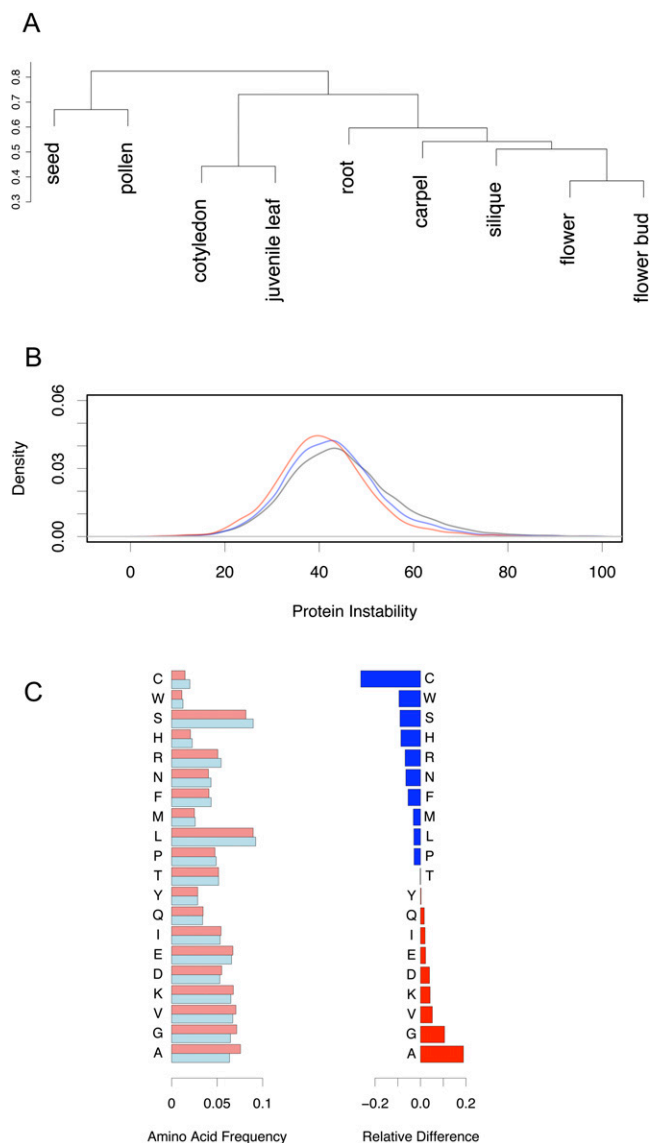 A
0.8
0.7
0.6
0.5
0.4
0.3
seed
pollen
cotyledon
juvenile leaf
root
carpel
silique
flower
flower bud
B
Density
0.06
0.03
0.00
0 20 40 60 80 100
Protein Instability
C
C C
W W
S S
H H
R R
N N
F F
M M
L L
P P
T T
Y Y
Q Q
I I
E E
D D
K K
V V
G G
A A
0 0.05 0.1 −0.2 0.0 0.2
Amino Acid Frequency Relative Difference